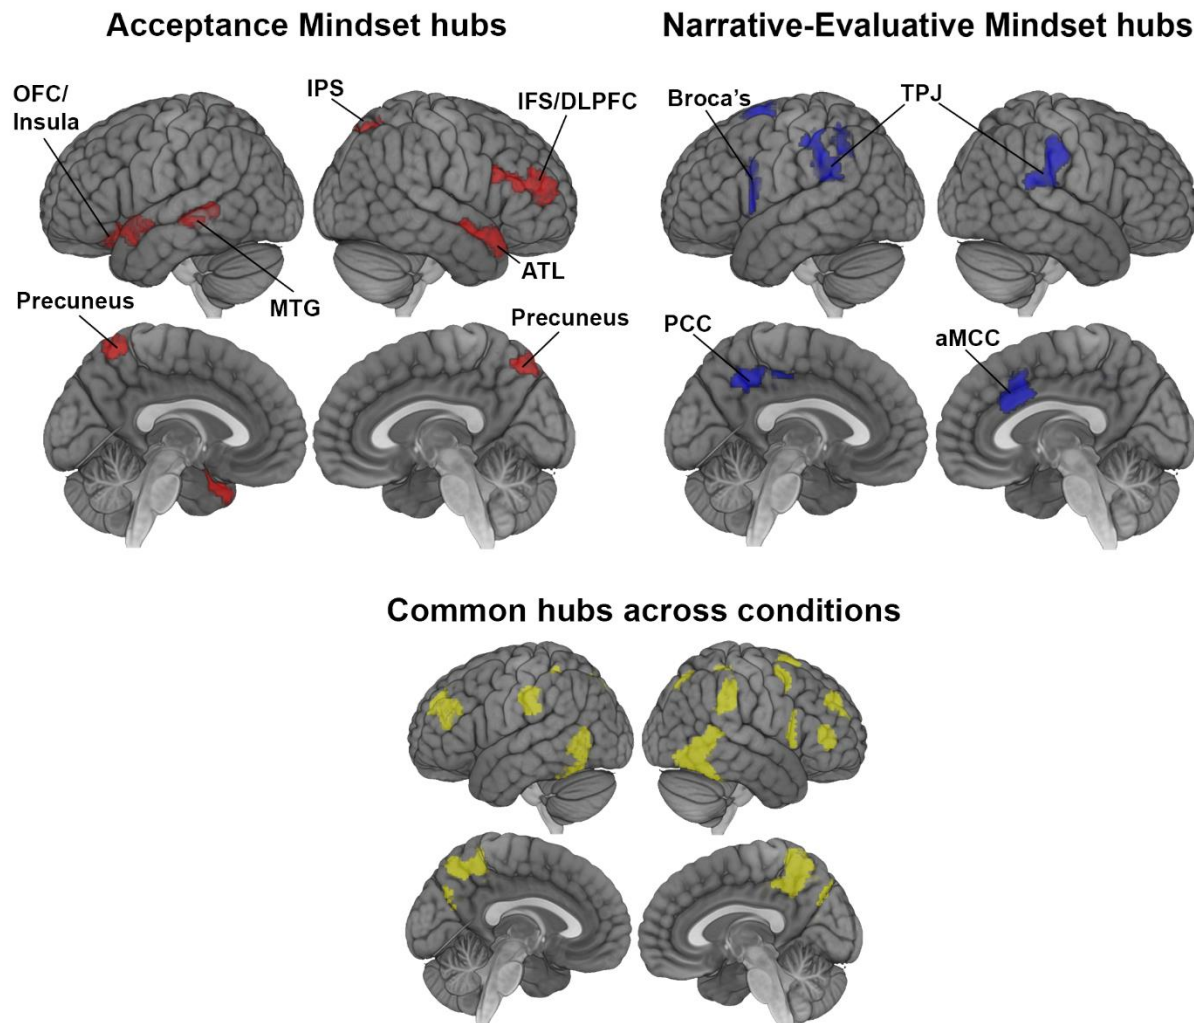 Acceptance Mindset hubs
OFC/
Insula
IPS
IFS/DLPFC
MTG
ATL
Precuneus
Precuneus
Narrative-Evaluative Mindset hubs
Broca's
TPJ
PCC
aMCC
Common hubs across conditions